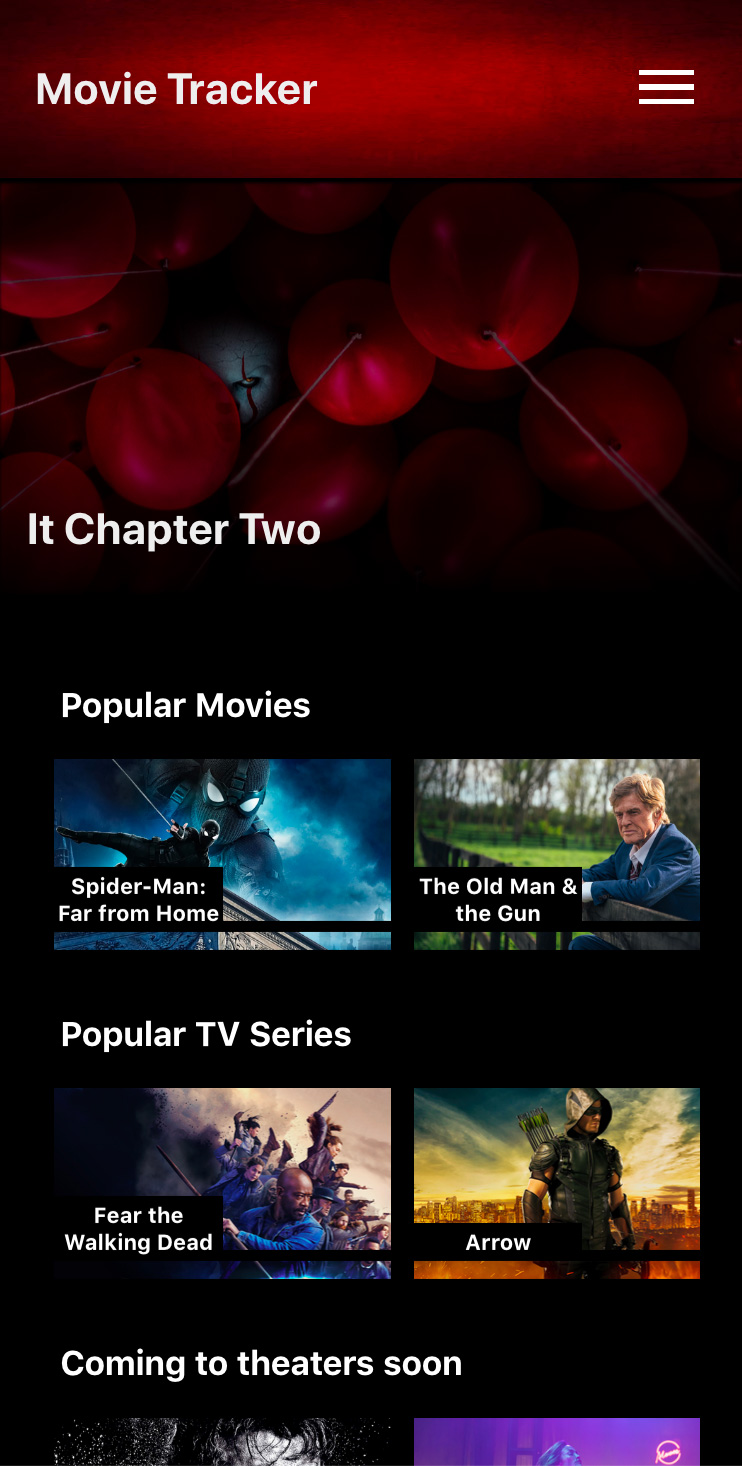 Movie Tracker
It Chapter Two
Popular Movies
Spider-Man:
Far from Home
The Old Man &
the Gun
Popular TV Series
Fear the
Walking Dead
Arrow
Coming to theaters soon